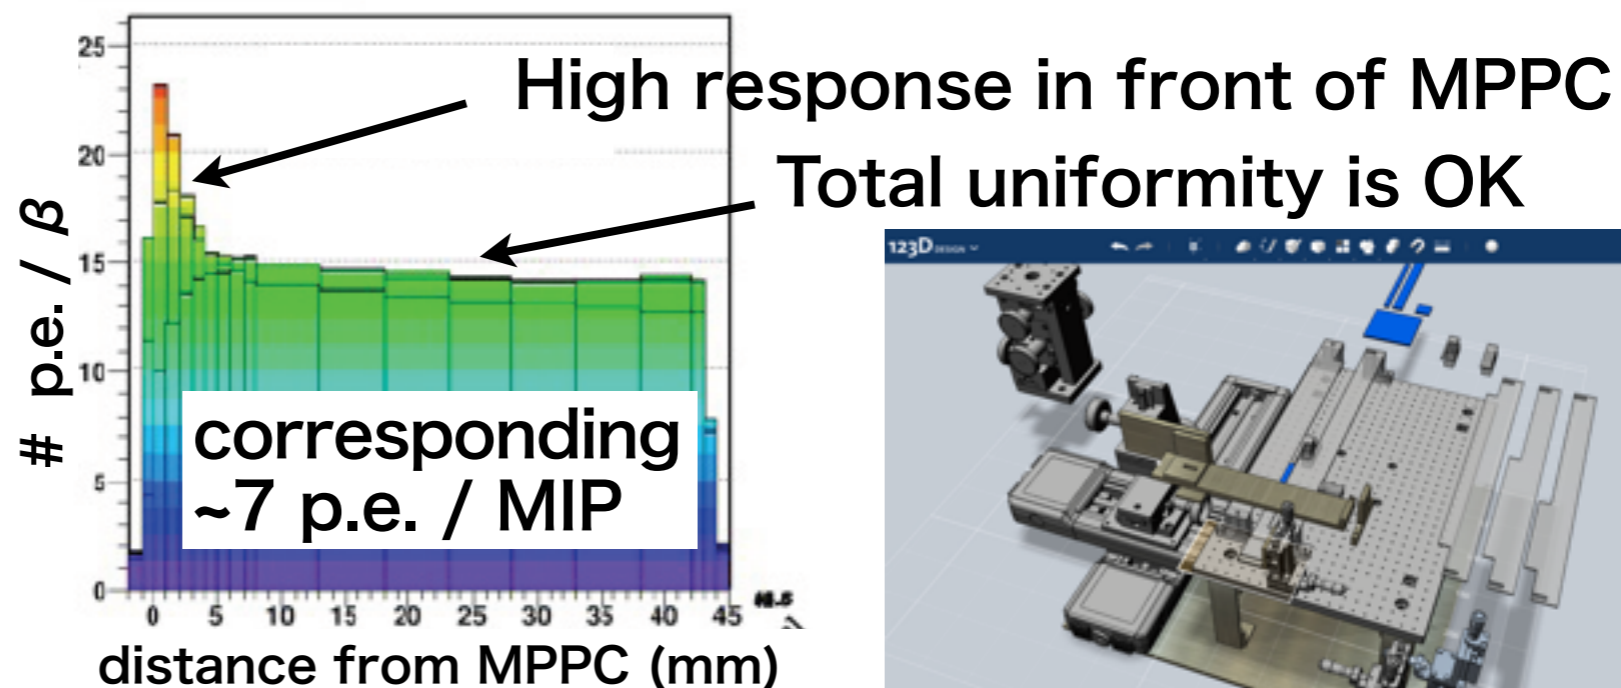 High response in front of MPPC
Total uniformity is OK
# p.e. / β
25
20
15
10
5
0
corresponding
~7 p.e. / MIP
0 5 10 15 20 25 30 35 40 45
distance from MPPC (mm)
123D DESIGN